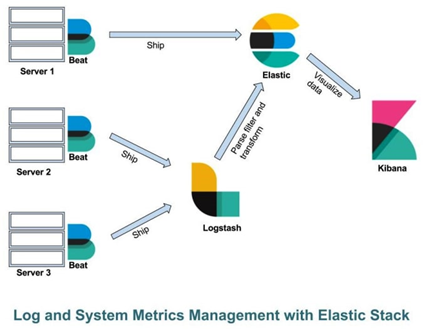 Server 1
Beat
Ship
Elastic
Visualize
data
Server 2
Beat
Ship
Parse filter and
transform
Kibana
Logstash
Server 3
Beat
Ship
Log and System Metrics Management with Elastic Stack